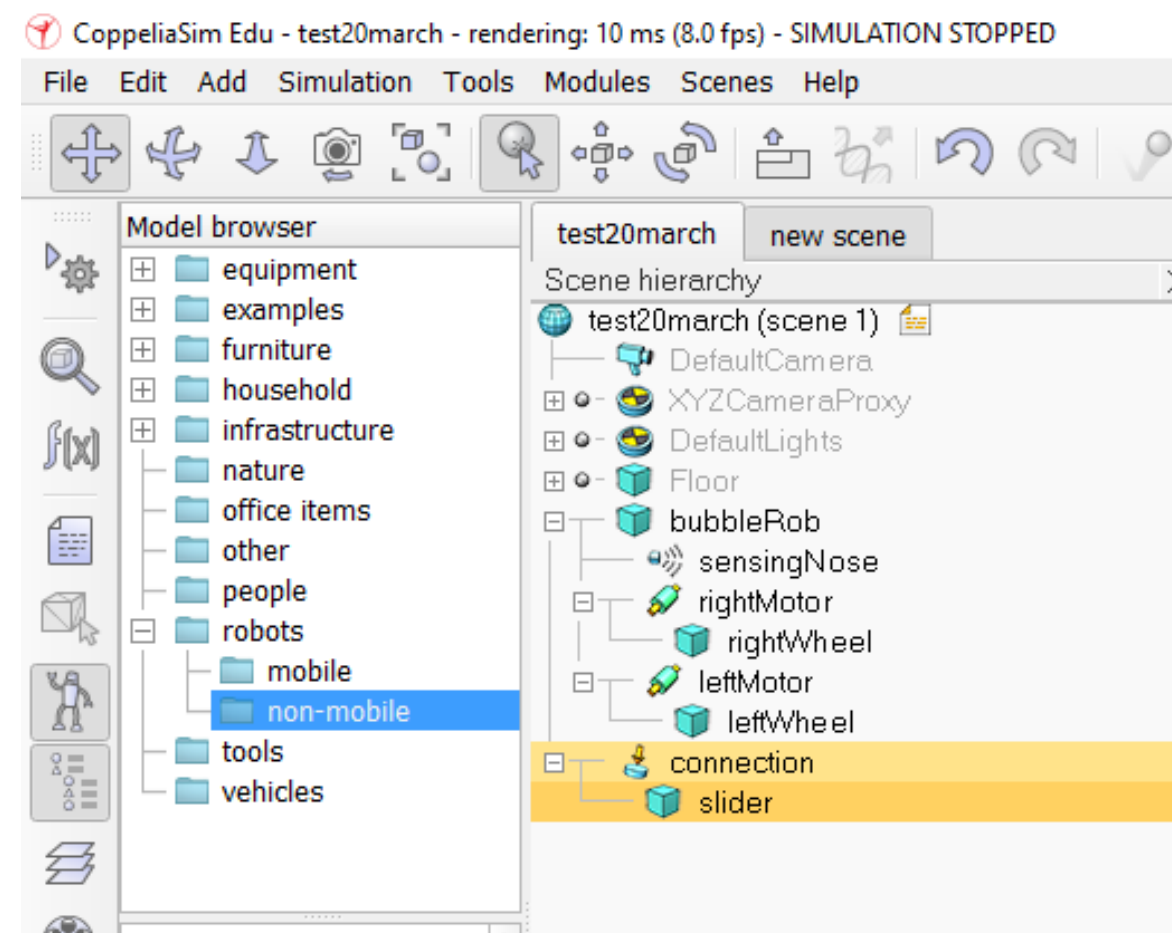 CoppeliaSim Edu - test20march - rendering: 10 ms (8.0 fps) - SIMULATION STOPPED
File Edit Add Simulation Tools Modules Scenes Help
Model browser
equipment
examples
furniture
household
infrastructure
nature
office items
other
people
robots
mobile
non-mobile
tools
vehicles
test20march new scene
Scene hierarchy
test20march (scene 1)
DefaultCamera
XYZCameraProxy
DefaultLights
Floor
bubbleRob
sensingNose
rightMotor
rightWheel
leftMotor
leftWheel
connection
slider
f(x)